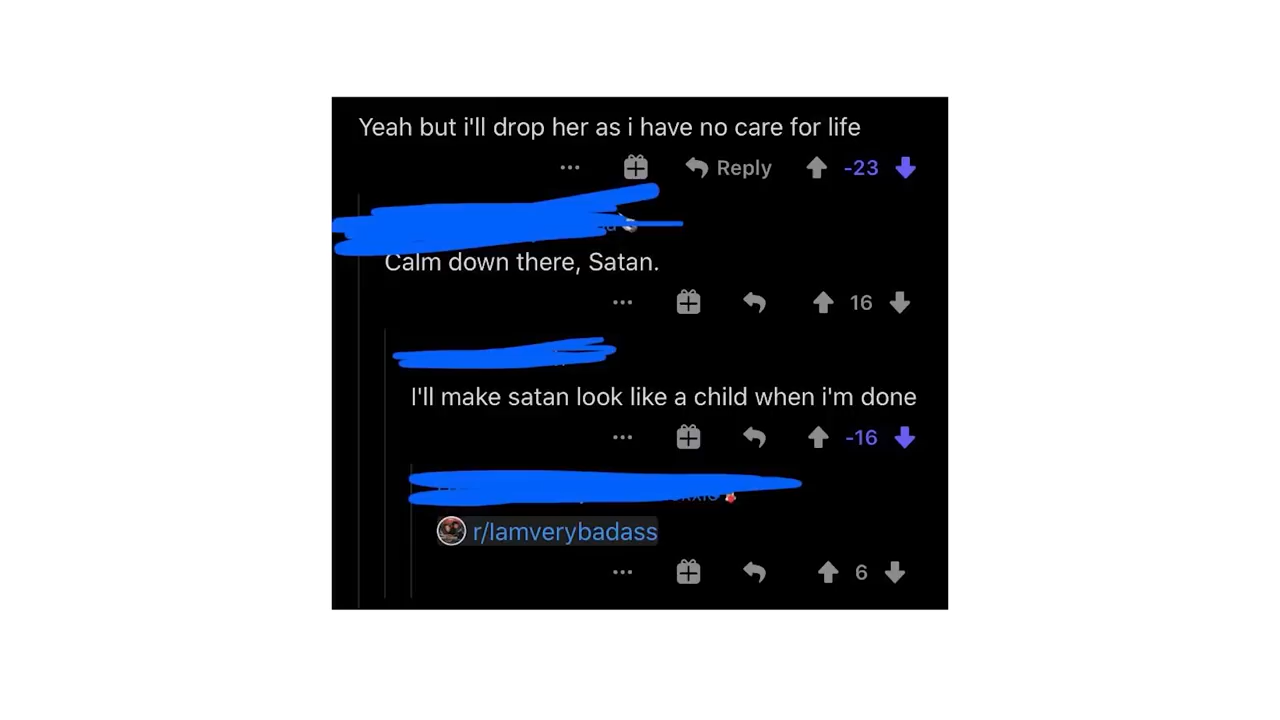 Yeah but i'll drop her as i have no care for life
Reply
-23
Calm down there, Satan.
16
I'll make satan look like a child when i'm done
-16
r/Iamverybadass
6